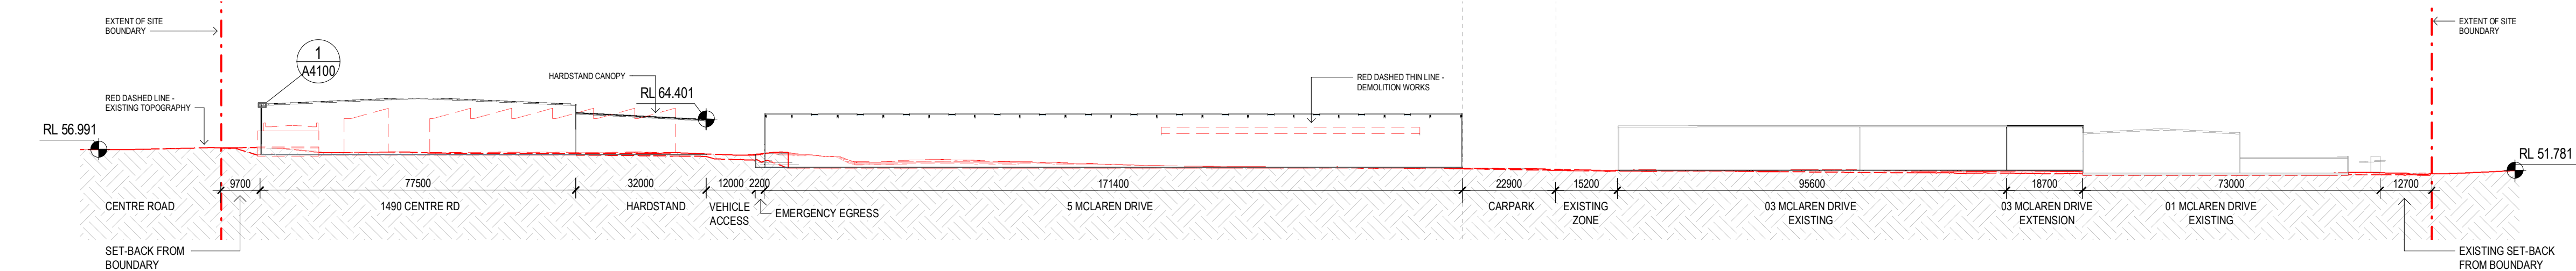 EXTENT OF SITE
BOUNDARY
1
A4100
HARDSTAND CANOPY
RL 64.401
RED DASHED LINE -
EXISTING TOPOGRAPHY
RL 56.991
RED DASHED THIN LINE -
DEMOLITION WORKS
EXTENT OF SITE
BOUNDARY
RL 51.781
9700 77500 32000 12000 2200 171400 22900 15200 95600 18700 73000 12700
CENTRE ROAD
1490 CENTRE RD
HARDSTAND
VEHICLE
ACCESS
EMERGENCY EGRESS
5 MCLAREN DRIVE
CARPARK
EXISTING
ZONE
03 MCLAREN DRIVE
EXISTING
03 MCLAREN DRIVE
EXTENSION
01 MCLAREN DRIVE
EXISTING
SET-BACK FROM
BOUNDARY
EXISTING SET-BACK
FROM BOUNDARY